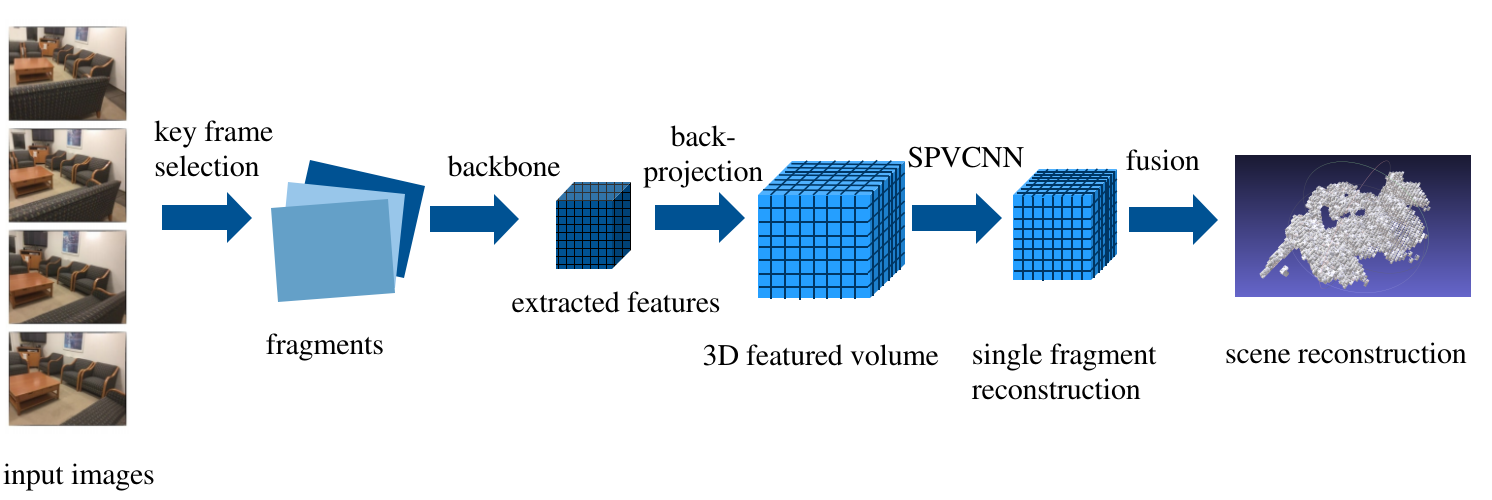 key frame
selection
backbone
back-
projection
SPVCNN
fusion
fragments
extracted features
3D featured volume
single fragment
reconstruction
scene reconstruction
input images